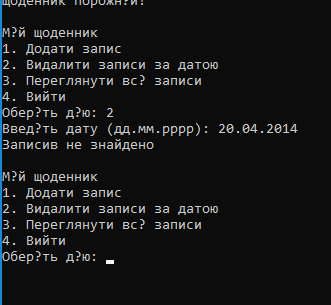 щоденник порожн?й!
М?й щоденник
1. Додати запис
2. Видалити записи за датою
3. Переглянути вс? записи
4. Вийти
Обер?ть д?ю: 2
Введ?ть дату (дд.мм.рррр): 20.04.2014
Записив не знайдено
М?й щоденник
1. Додати запис
2. Видалити записи за датою
3. Переглянути вс? записи
4. Вийти
Обер?ть д?ю: